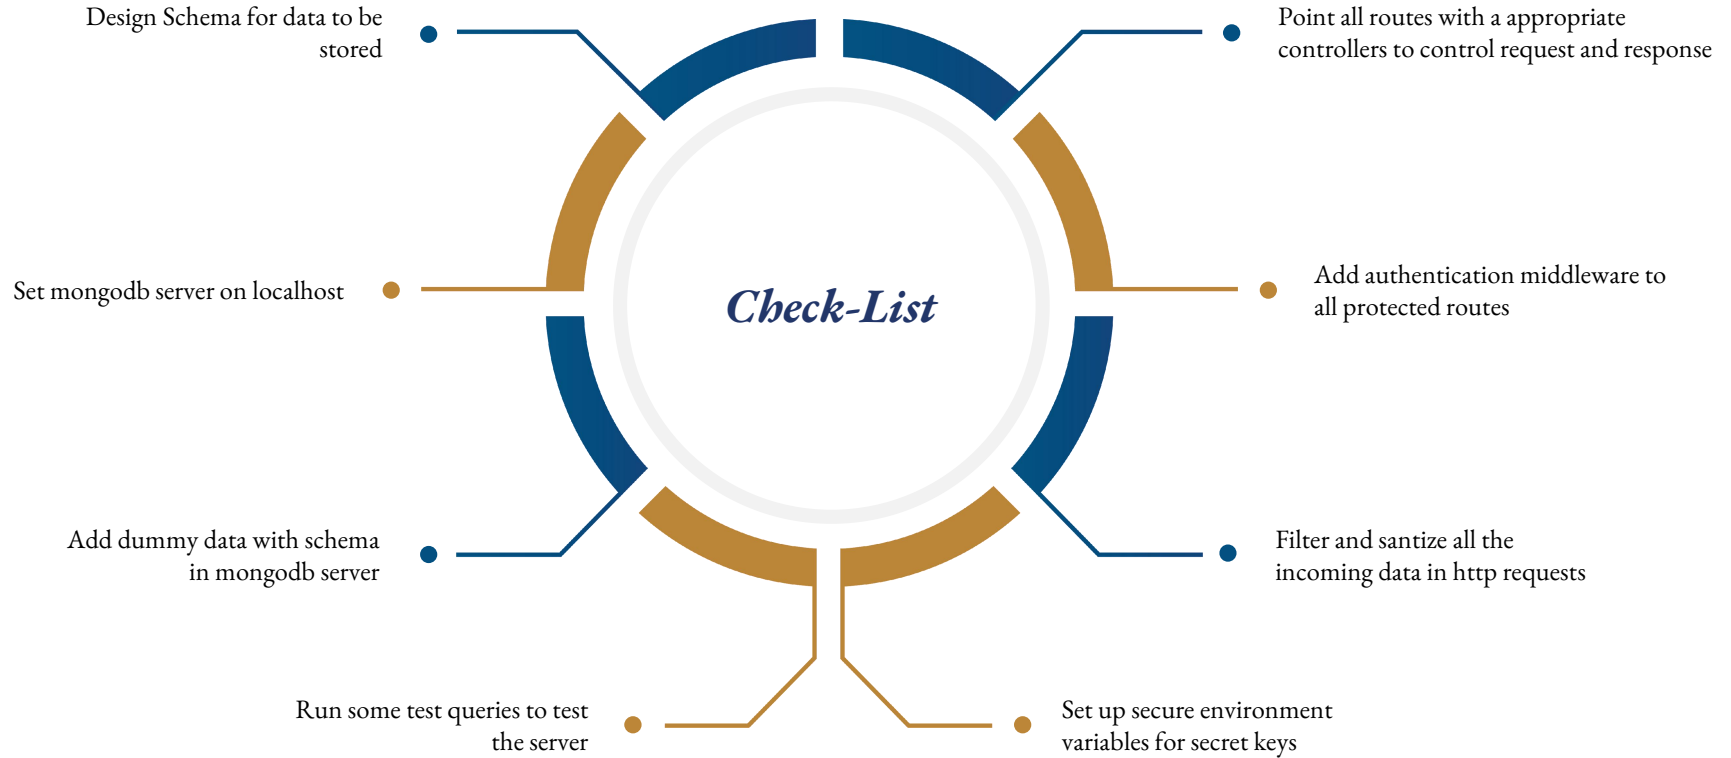 Design Schema for data to be
stored
Set mongodb server on localhost
Add dummy data with schema
in mongodb server
Run some test queries to test
the server
Check-List
Point all routes with a appropriate
controllers to control request and response
Add authentication middleware to
all protected routes
Filter and santize all the
incoming data in http requests
Set up secure environment
variables for secret keys